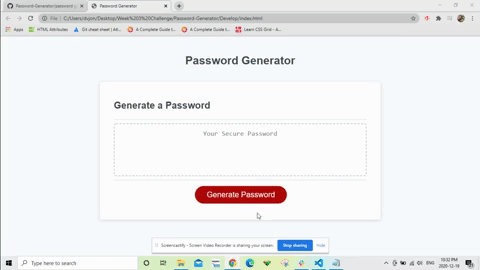 Password-Generator/password-g
Password Generator
File | C:/Users/dvjom/Desktop/Week%203%20Challenge/Password-Generator/Develop/index.html
Apps
HTML Attributes
Git cheat sheet | Atl...
A Complete Guide t...
A Complete Guide t...
Learn CSS Grid - A...
Password Generator
Generate a Password
Your Secure Password
Generate Password
Screencastify - Screen Video Recorder is sharing your screen.
Stop sharing
Hide
Type here to search
ENG
10:32 PM
2020-12-18